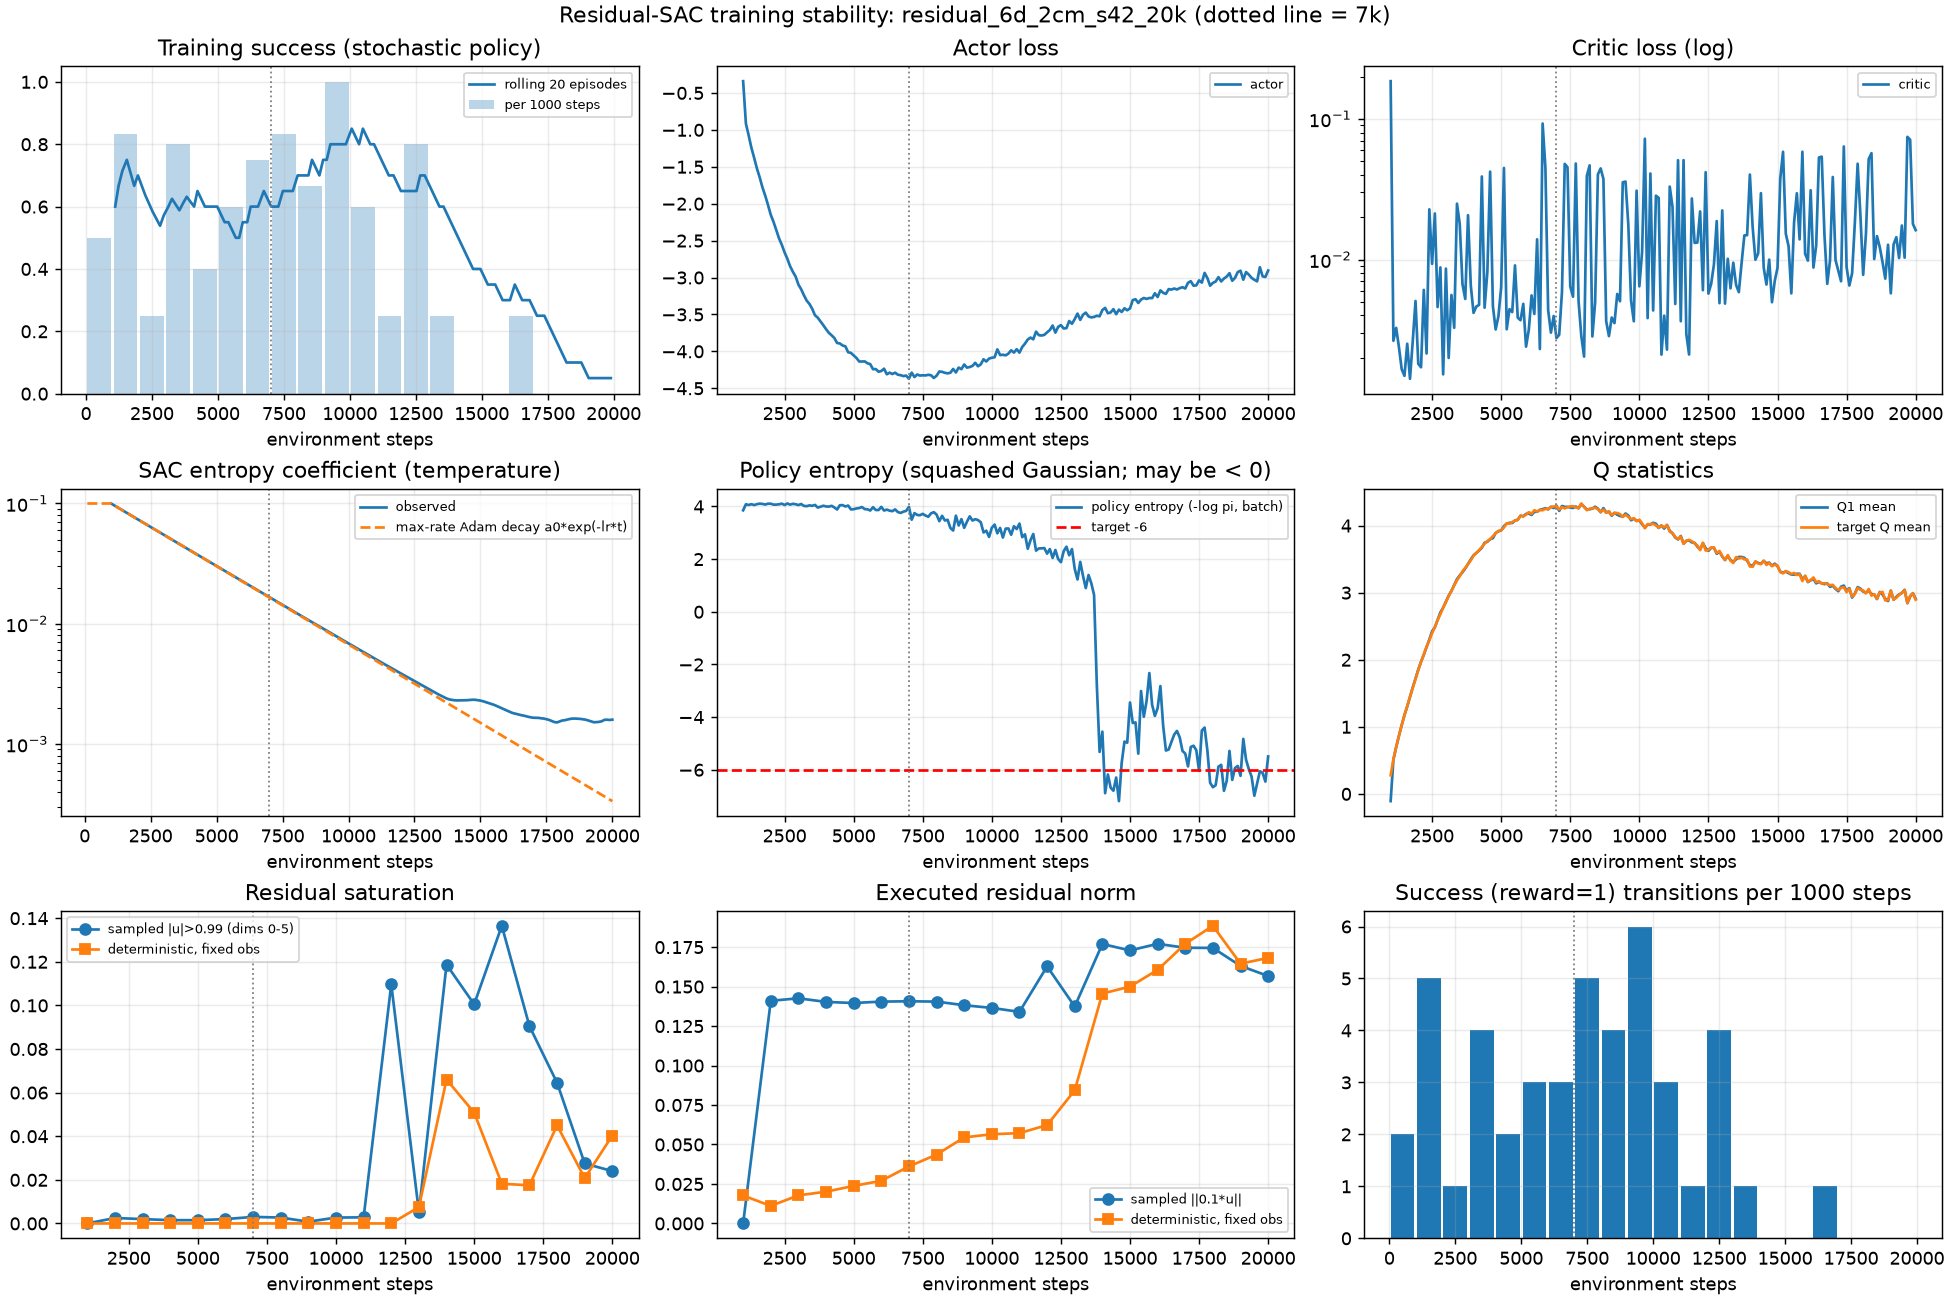 Residual-SAC training stability: residual_6d_2cm_s42_20k (dotted line = 7k)
Training success (stochastic policy)
1.0
0.8
0.6
0.4
0.2
0.0
rolling 20 episodes
per 1000 steps
0 2500 5000 7500 10000 12500 15000 17500 20000
environment steps
Actor loss
−0.5
−1.0
−1.5
−2.0
−2.5
−3.0
−3.5
−4.0
−4.5
actor
2500 5000 7500 10000 12500 15000 17500 20000
environment steps
Critic loss (log)
10⁻¹
10⁻²
critic
2500 5000 7500 10000 12500 15000 17500 20000
environment steps
SAC entropy coefficient (temperature)
10⁻¹
10⁻²
10⁻³
observed
max-rate Adam decay a0*exp(-lr*t)
0 2500 5000 7500 10000 12500 15000 17500 20000
environment steps
Policy entropy (squashed Gaussian; may be < 0)
4
2
0
−2
−4
−6
policy entropy (-log pi, batch)
target -6
2500 5000 7500 10000 12500 15000 17500 20000
environment steps
Q statistics
4
3
2
1
0
Q1 mean
target Q mean
2500 5000 7500 10000 12500 15000 17500 20000
environment steps
Residual saturation
0.14
0.12
0.10
0.08
0.06
0.04
0.02
0.00
sampled |u|>0.99 (dims 0-5)
deterministic, fixed obs
2500 5000 7500 10000 12500 15000 17500 20000
environment steps
Executed residual norm
0.175
0.150
0.125
0.100
0.075
0.050
0.025
0.000
sampled ||0.1*u||
deterministic, fixed obs
2500 5000 7500 10000 12500 15000 17500 20000
environment steps
Success (reward=1) transitions per 1000 steps
6
5
4
3
2
1
0
0 2500 5000 7500 10000 12500 15000 17500 20000
environment steps